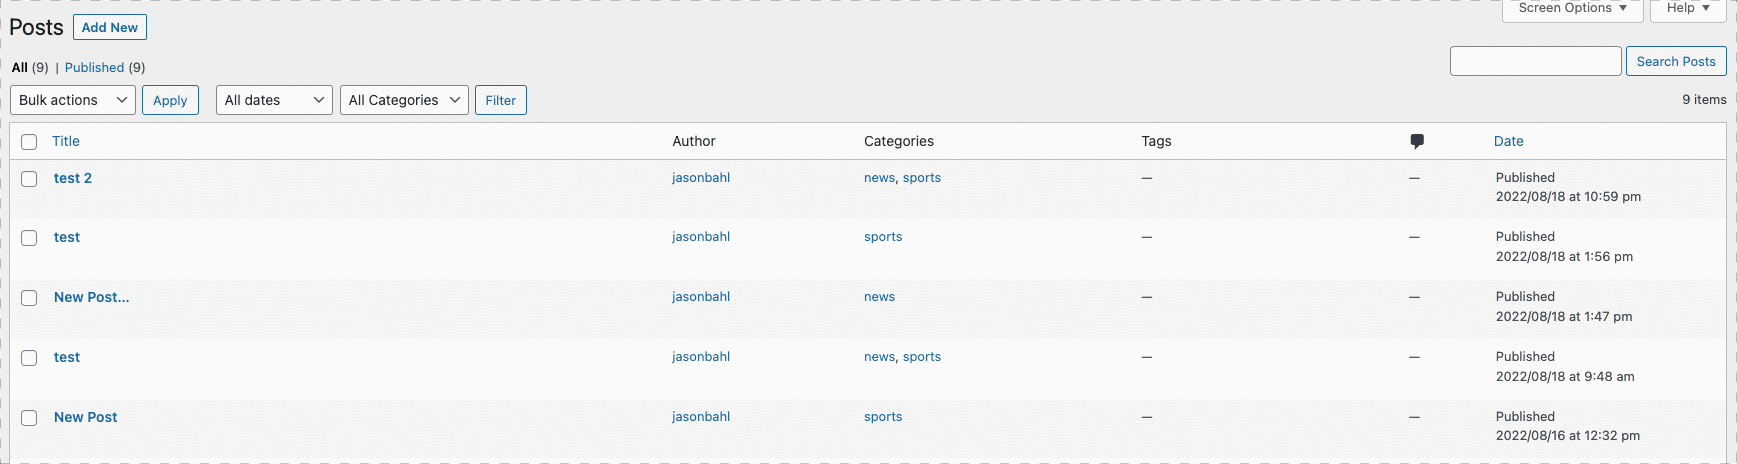 Posts Add New Screen Options Help
All (9) | Published (9) Search Posts
Bulk actions Apply All dates All Categories Filter 9 items
Title Author Categories Tags Date
test 2 jasonbahl news, sports — — Published
2022/08/18 at 10:59 pm
test jasonbahl sports — — Published
2022/08/18 at 1:56 pm
New Post... jasonbahl news — — Published
2022/08/18 at 1:47 pm
test jasonbahl news, sports — — Published
2022/08/18 at 9:48 am
New Post jasonbahl sports — — Published
2022/08/16 at 12:32 pm